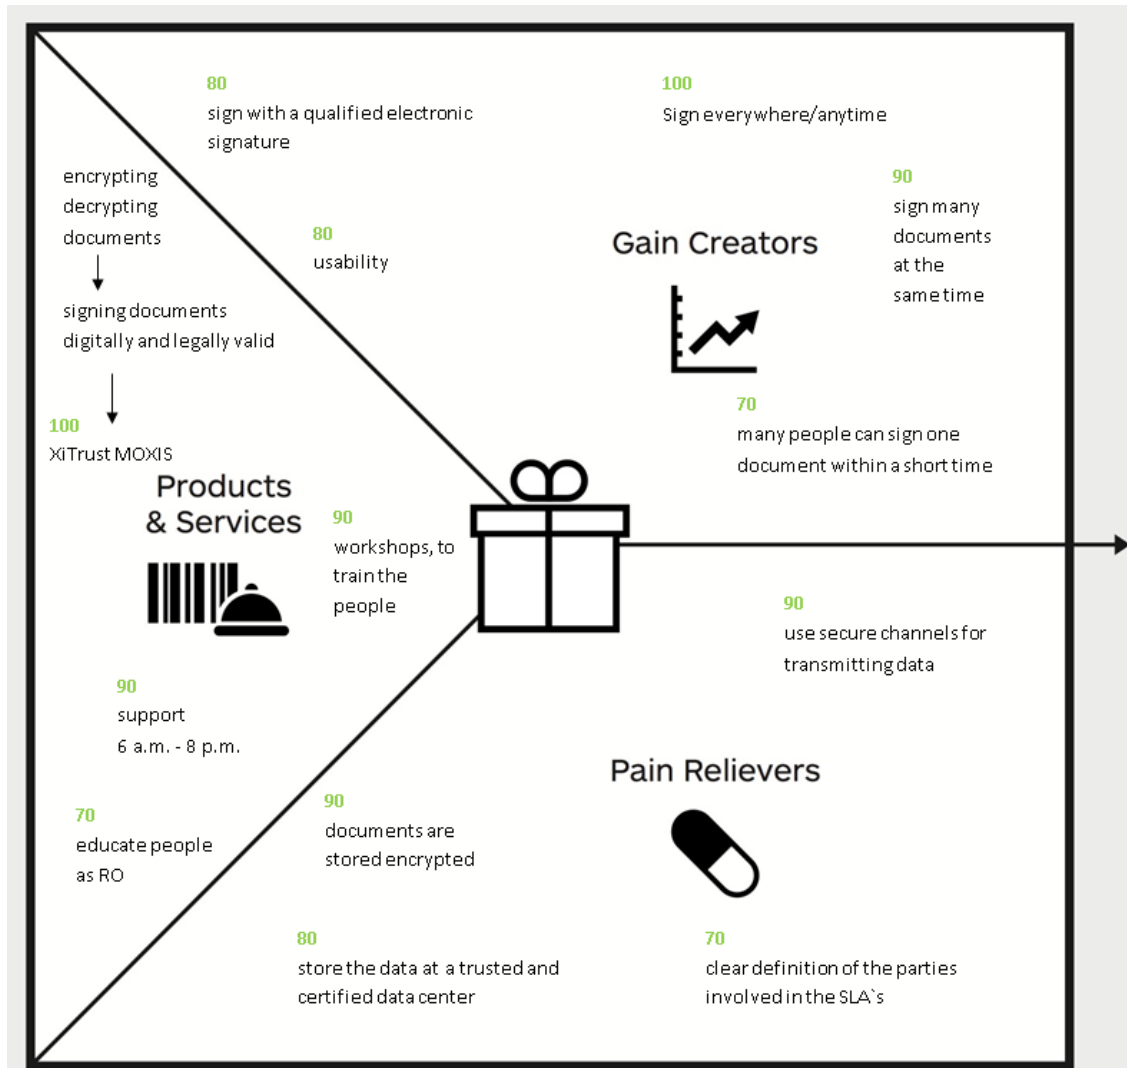 80
sign with a qualified electronic
signature
100
Sign everywhere/anytime
encrypting
decrypting
documents
signing documents
digitally and legally valid
100
XiTrust MOXIS
Products
& Services
90
workshops, to
train the
people
90
support
6 a.m. - 8 p.m.
70
educate people
as RO
80
usability
Gain Creators
90
sign many
documents
at the
same time
70
many people can sign one
document within a short time
90
use secure channels for
transmitting data
Pain Relievers
90
documents are
stored encrypted
80
store the data at a trusted and
certified data center
70
clear definition of the parties
involved in the SLA`s